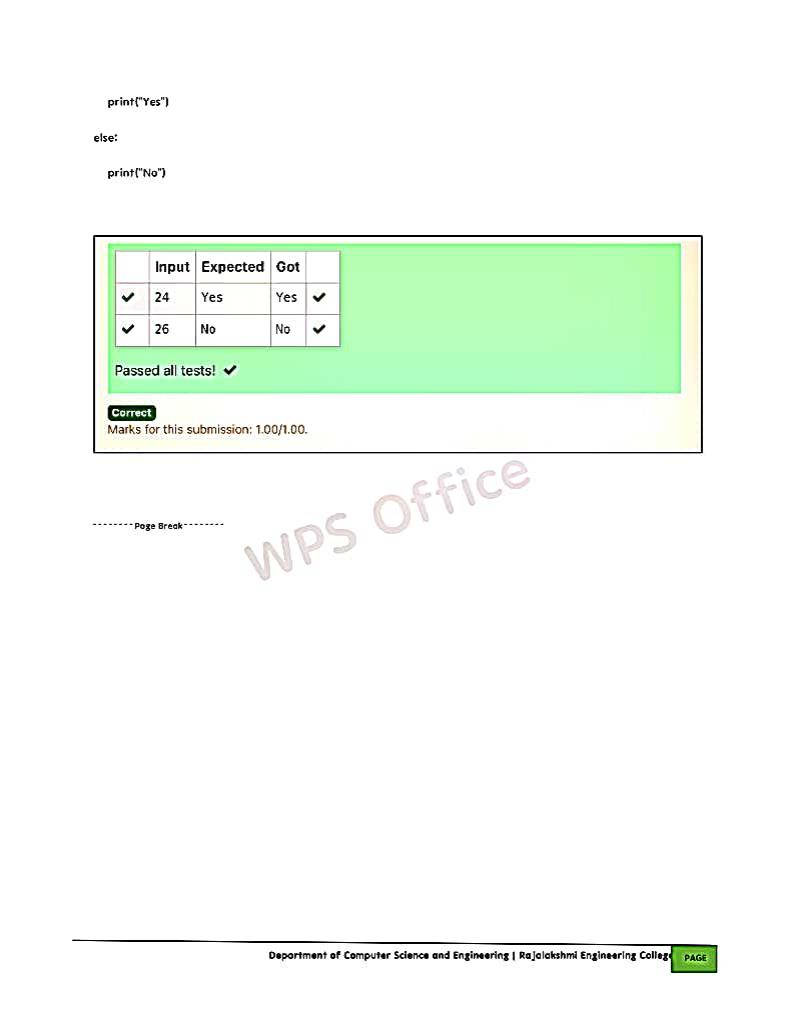 print("Yes")
else:
print("No")
Input Expected Got
24 Yes Yes
26 No No
Passed all tests!
Correct
Marks for this submission: 1.00/1.00.
WPS Office
--------Page Break--------
Department of Computer Science and Engineering | Rajalakshmi Engineering College
PAGE